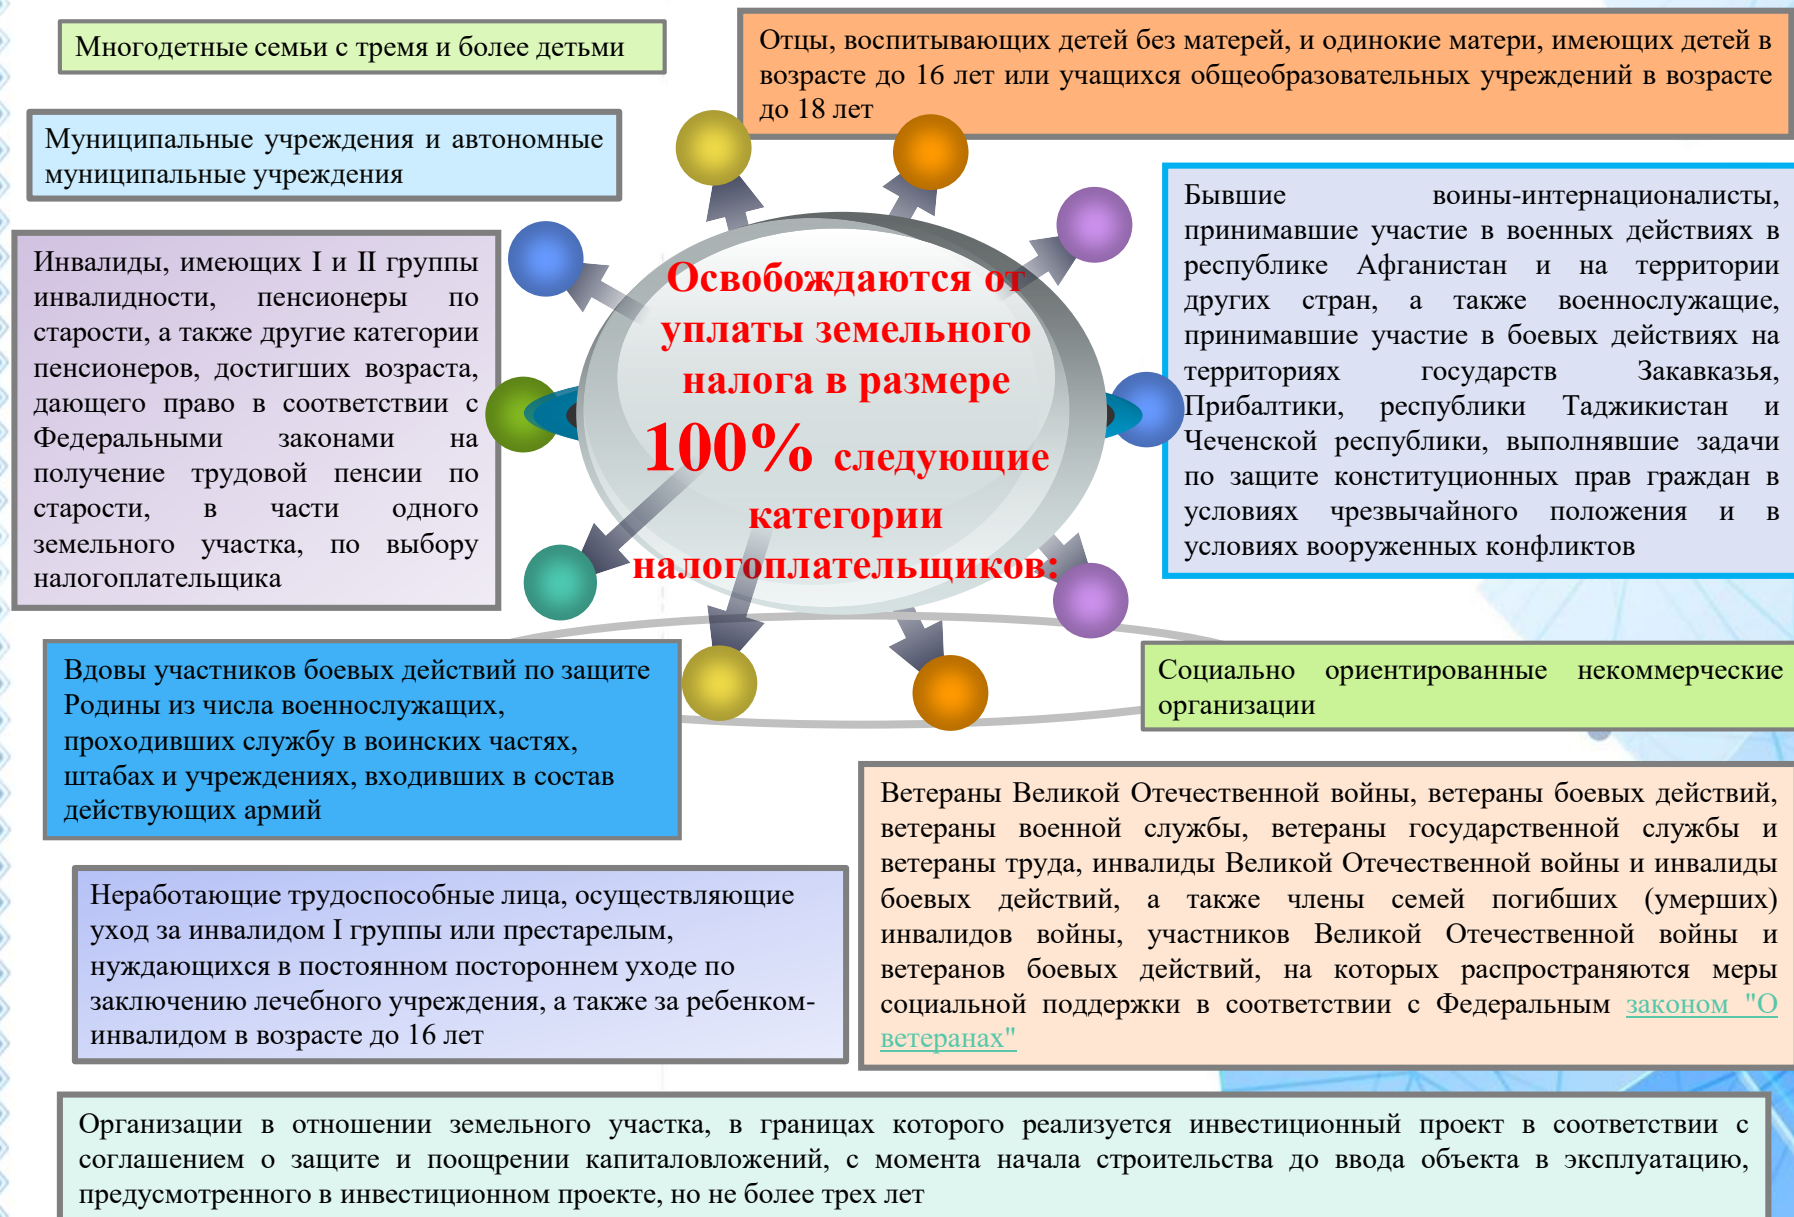 Многодетные семьи с тремя и более детьми
Отцы, воспитывающих детей без матерей, и одинокие матери, имеющих детей в
возрасте до 16 лет или учащихся общеобразовательных учреждений в возрасте
до 18 лет
Муниципальные учреждения и автономные
муниципальные учреждения
Бывшие воины-интернационалисты,
принимавшие участие в военных действиях в
республике Афганистан и на территории
других стран, а также военнослужащие,
принимавшие участие в боевых действиях на
территориях государств Закавказья,
Прибалтики, республики Таджикистан и
Чеченской республики, выполнявшие задачи
по защите конституционных прав граждан в
условиях чрезвычайного положения и в
условиях вооруженных конфликтов
Инвалиды, имеющих I и II группы
инвалидности, пенсионеры по
старости, а также другие категории
пенсионеров, достигших возраста,
дающего право в соответствии с
Федеральными законами на
получение трудовой пенсии по
старости, в части одного
земельного участка, по выбору
налогоплательщика
Освобождаются от
уплаты земельного
налога в размере
100% следующие
категории
налогоплательщиков:
Вдовы участников боевых действий по защите
Родины из числа военнослужащих,
проходивших службу в воинских частях,
штабах и учреждениях, входивших в состав
действующих армий
Социально ориентированные некоммерческие
организации
Ветераны Великой Отечественной войны, ветераны боевых действий,
ветераны военной службы, ветераны государственной службы и
ветераны труда, инвалиды Великой Отечественной войны и инвалиды
боевых действий, а также члены семей погибших (умерших)
инвалидов войны, участников Великой Отечественной войны и
ветеранов боевых действий, на которых распространяются меры
социальной поддержки в соответствии с Федеральным законом "О
ветеранах"
Неработающие трудоспособные лица, осуществляющие
уход за инвалидом I группы или престарелым,
нуждающихся в постоянном постороннем уходе по
заключению лечебного учреждения, а также за ребенком-
инвалидом в возрасте до 16 лет
Организации в отношении земельного участка, в границах которого реализуется инвестиционный проект в соответствии с
соглашением о защите и поощрении капиталовложений, с момента начала строительства до ввода объекта в эксплуатацию,
предусмотренного в инвестиционном проекте, но не более трех лет